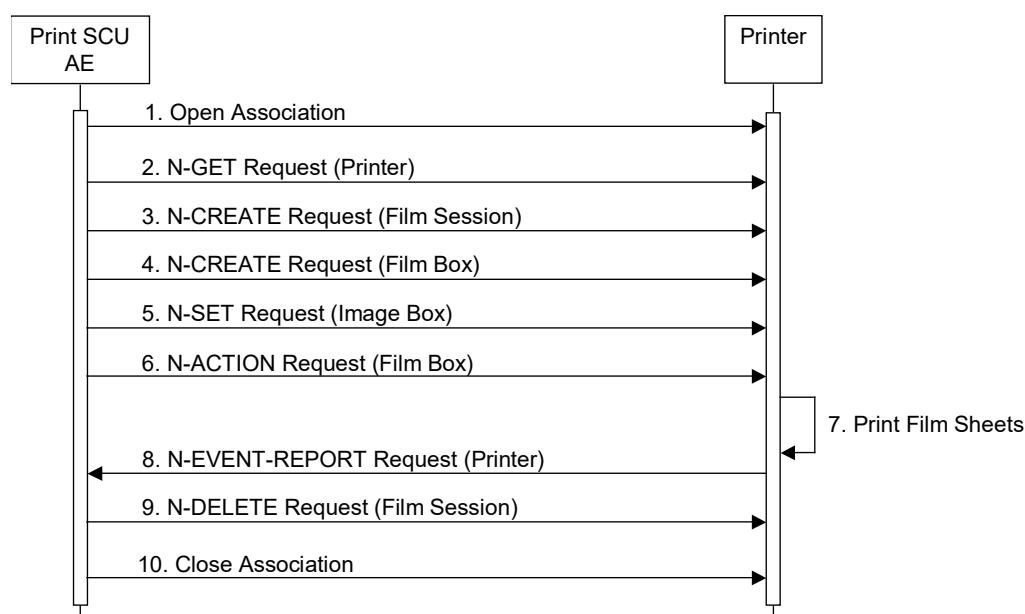 Print SCU
AE
Printer
1. Open Association
2. N-GET Request (Printer)
3. N-CREATE Request (Film Session)
4. N-CREATE Request (Film Box)
5. N-SET Request (Image Box)
6. N-ACTION Request (Film Box)
7. Print Film Sheets
8. N-EVENT-REPORT Request (Printer)
9. N-DELETE Request (Film Session)
10. Close Association